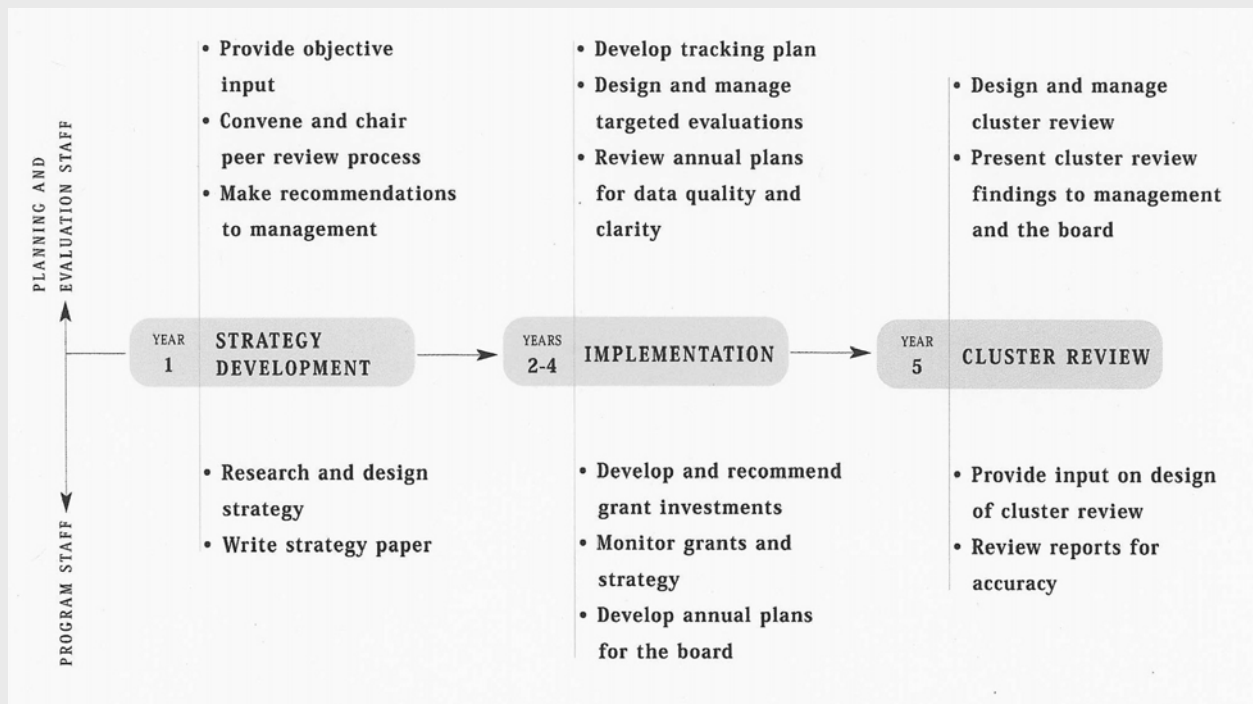 PLANNING AND
EVALUATION STAFF
• Provide objective
input
• Convene and chair
peer review process
• Make recommendations
to management
• Develop tracking plan
• Design and manage
targeted evaluations
• Review annual plans
for data quality and
clarity
• Design and manage
cluster review
• Present cluster review
findings to management
and the board
YEAR
1
STRATEGY
DEVELOPMENT
YEARS
2-4
IMPLEMENTATION
YEAR
5
CLUSTER REVIEW
PROGRAM STAFF
• Research and design
strategy
• Write strategy paper
• Develop and recommend
grant investments
• Monitor grants and
strategy
• Develop annual plans
for the board
• Provide input on design
of cluster review
• Review reports for
accuracy